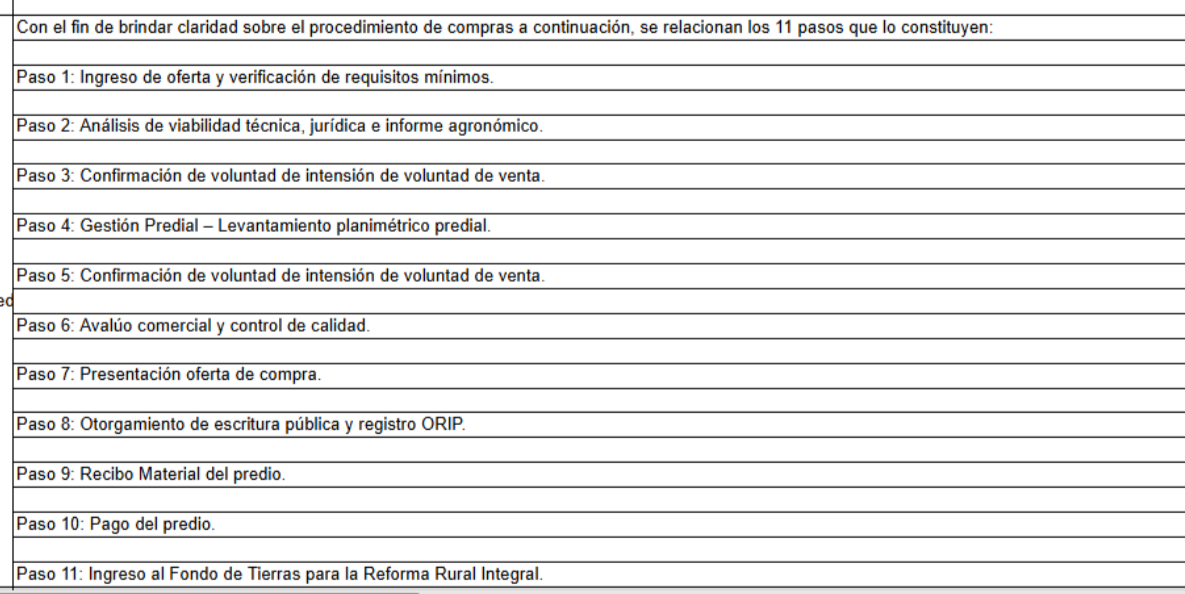 Con el fin de brindar claridad sobre el procedimiento de compras a continuación, se relacionan los 11 pasos que lo constituyen:
Paso 1: Ingreso de oferta y verificación de requisitos mínimos.
Paso 2: Análisis de viabilidad técnica, jurídica e informe agronómico.
Paso 3: Confirmación de voluntad de intensión de voluntad de venta.
Paso 4: Gestión Predial – Levantamiento planimétrico predial.
Paso 5: Confirmación de voluntad de intensión de voluntad de venta.
ed
Paso 6: Avalúo comercial y control de calidad.
Paso 7: Presentación oferta de compra.
Paso 8: Otorgamiento de escritura pública y registro ORIP.
Paso 9: Recibo Material del predio.
Paso 10: Pago del predio.
Paso 11: Ingreso al Fondo de Tierras para la Reforma Rural Integral.